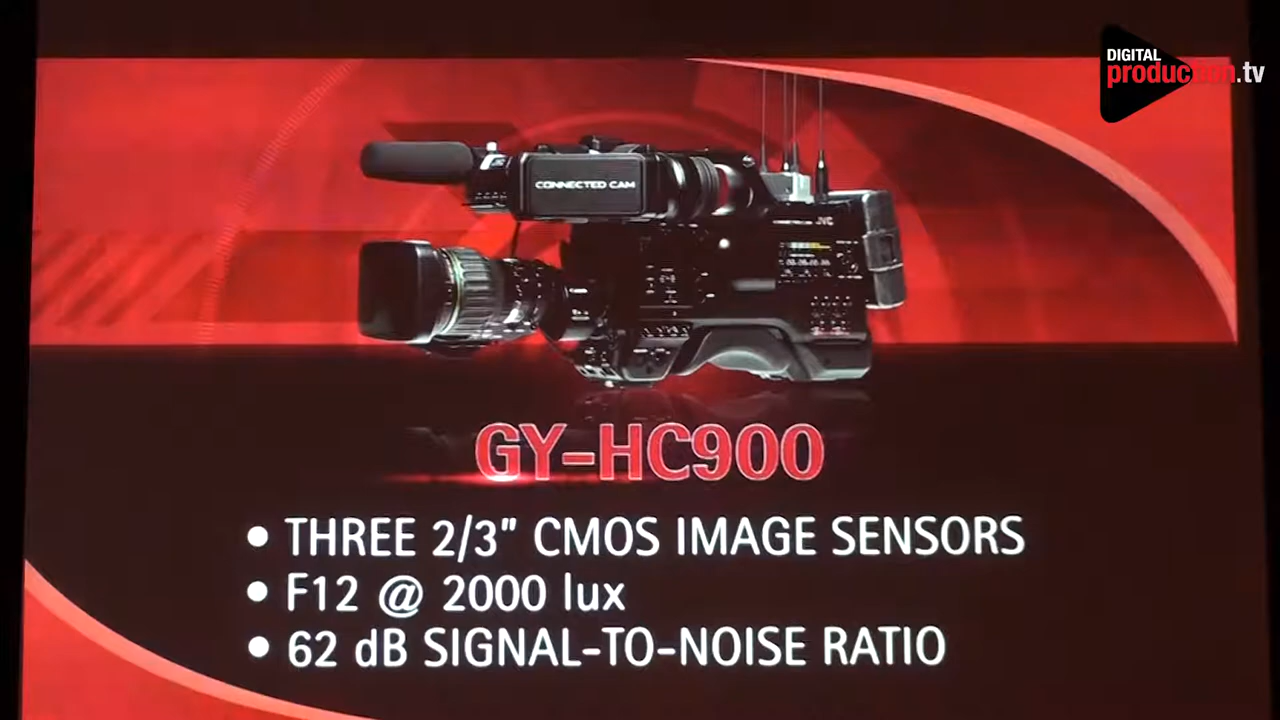 DIGITAL
production.tv
CONNECTED CAM
JVC
GY-HC900
• THREE 2/3" CMOS IMAGE SENSORS
• F12 @ 2000 lux
• 62 dB SIGNAL-TO-NOISE RATIO